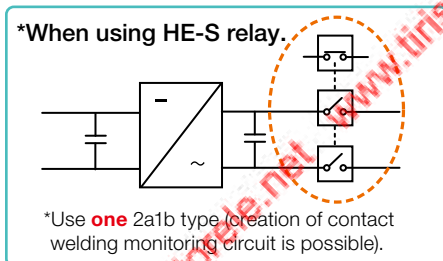 *When using HE-S relay.
*Use one 2a1b type (creation of contact
welding monitoring circuit is possible).